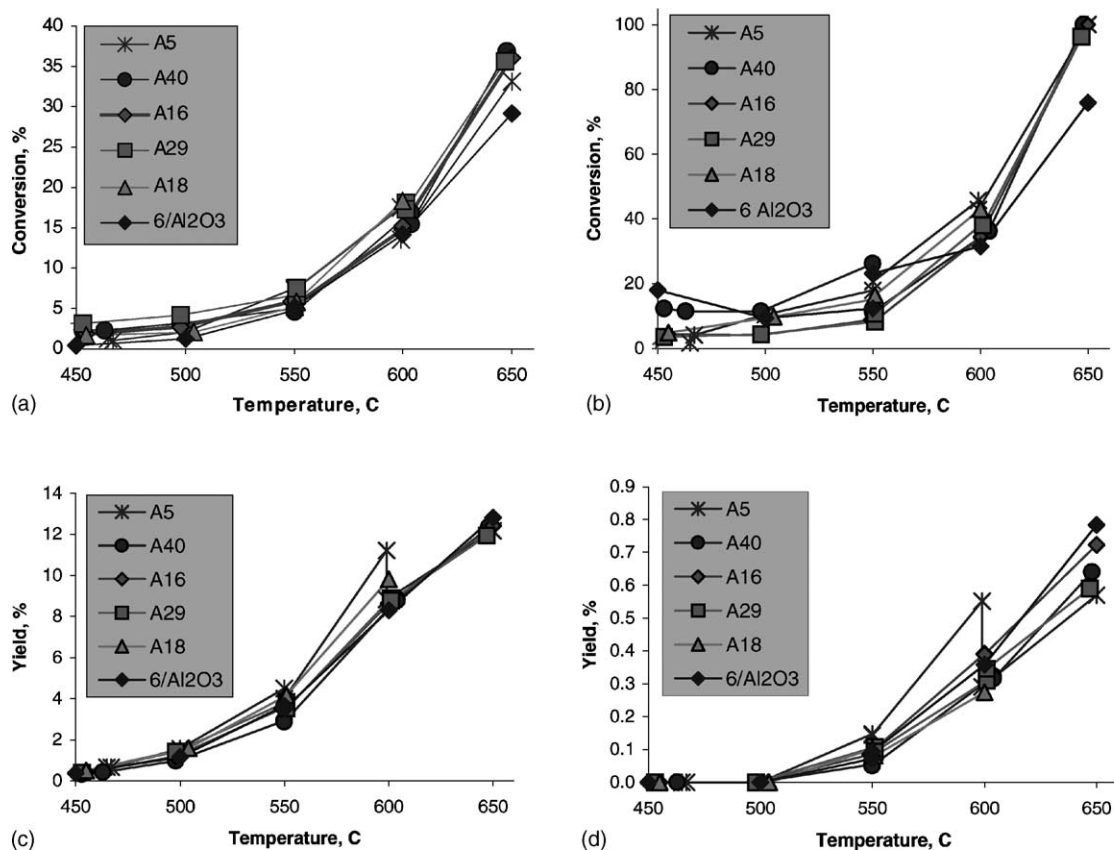 40
35
30
25
20
15
10
5
0
Conversion, %
A5
A40
A16
A29
A18
6/Al2O3
450 500 550 600 650
Temperature, C
(a)
100
80
60
40
20
0
Conversion, %
A5
A40
A16
A29
A18
6 Al2O3
450 500 550 600 650
Temperature, C
(b)
14
12
10
8
6
4
2
0
Yield, %
A5
A40
A16
A29
A18
6/Al2O3
450 500 550 600 650
Temperature, C
(c)
0.9
0.8
0.7
0.6
0.5
0.4
0.3
0.2
0.1
0.0
Yield, %
A5
A40
A16
A29
A18
6/Al2O3
450 500 550 600 650
Temperature, C
(d)